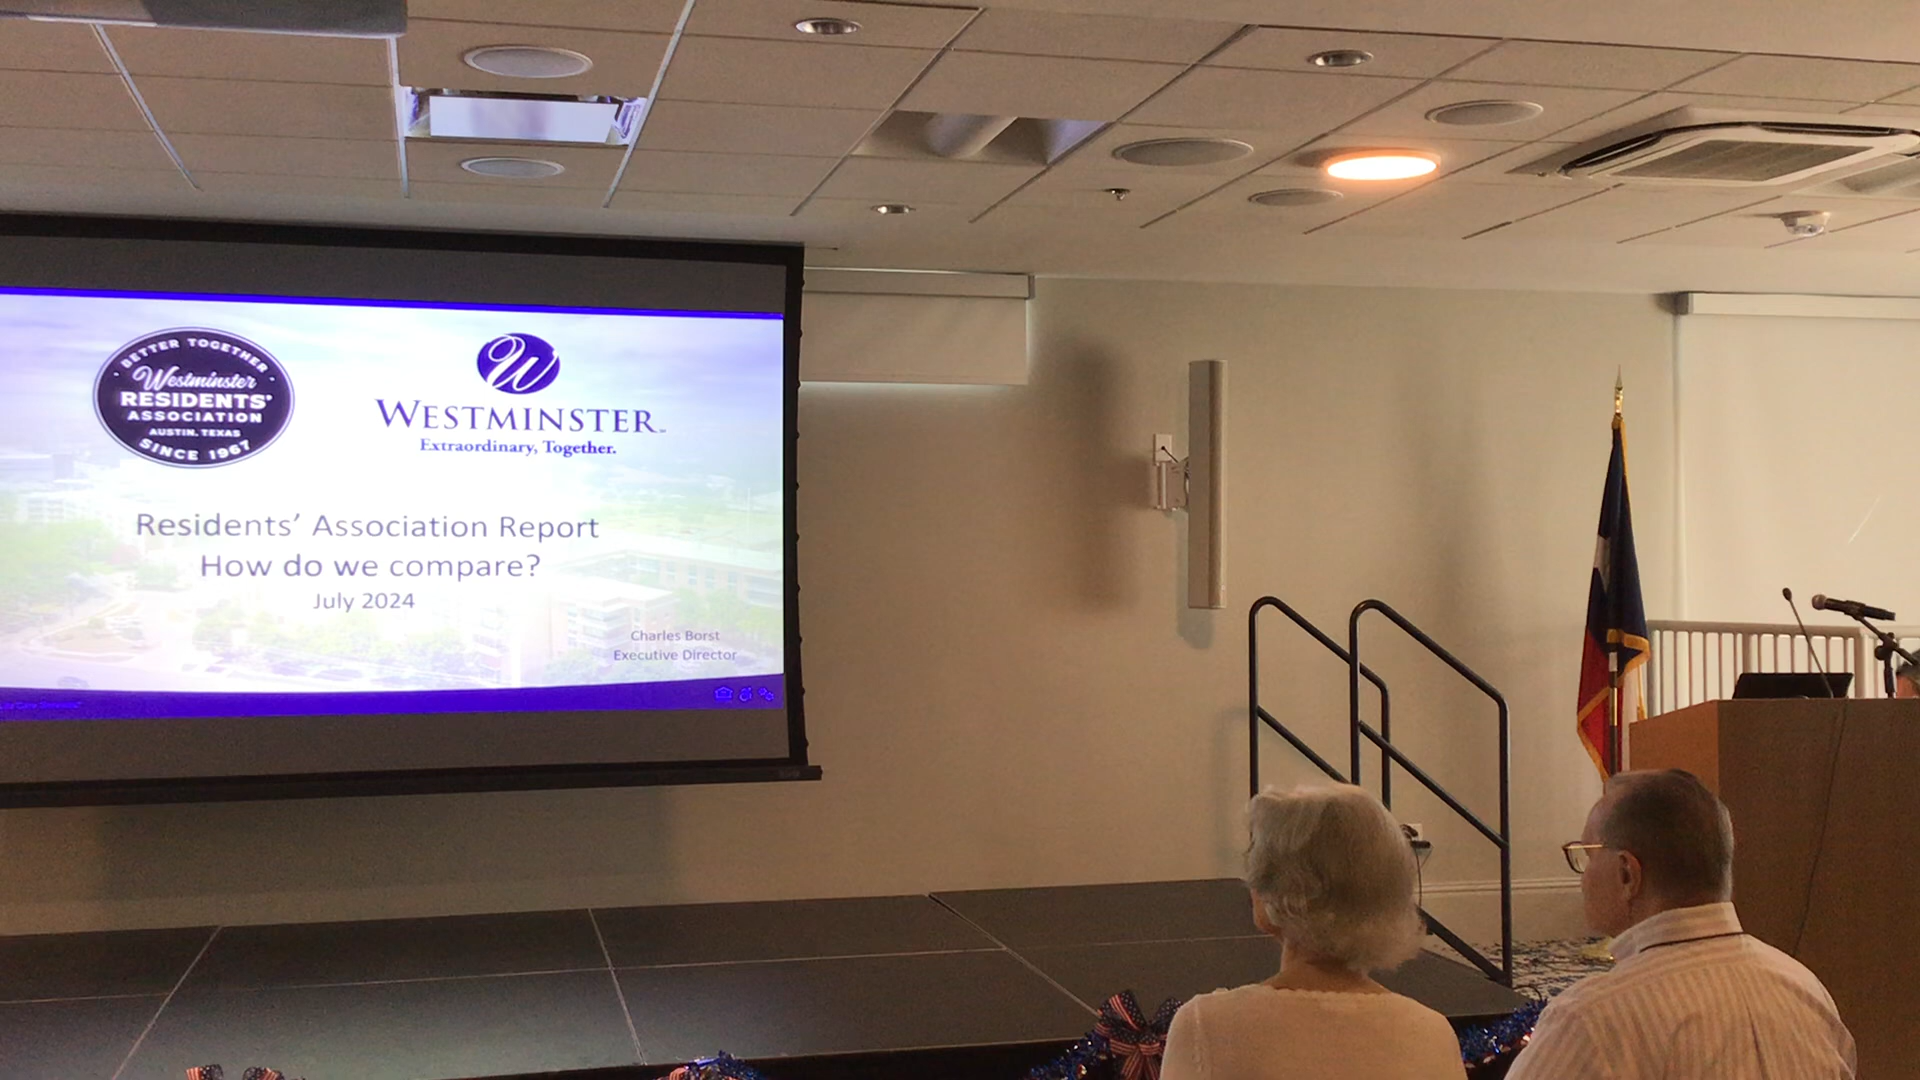 BETTER TOGETHER
Westminster
RESIDENTS'
ASSOCIATION
AUSTIN, TEXAS
SINCE 1967
W
WESTMINSTER
Extraordinary, Together.
Residents' Association Report
How do we compare?
July 2024
Charles Borst
Executive Director